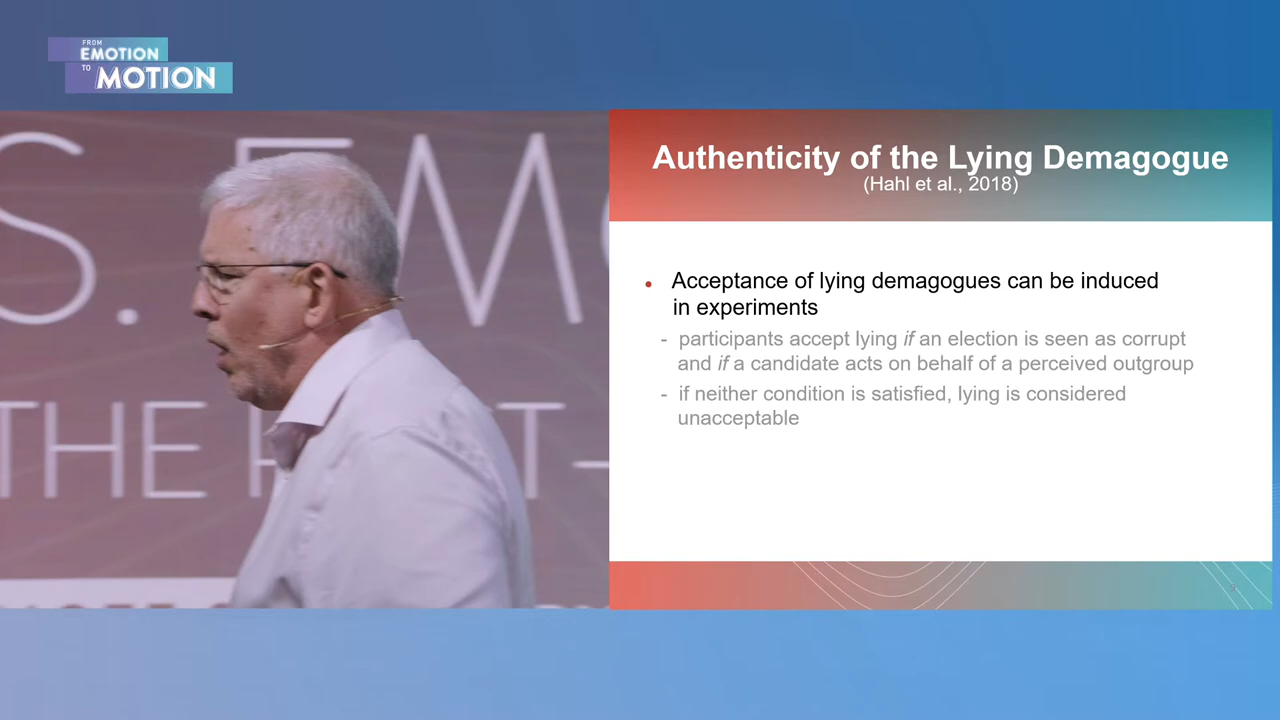 FROM
EMOTION
TO
MOTION
S. EM
THE
T-
Authenticity of the Lying Demagogue
(Hahl et al., 2018)
• Acceptance of lying demagogues can be induced
in experiments
- participants accept lying if an election is seen as corrupt
and if a candidate acts on behalf of a perceived outgroup
- if neither condition is satisfied, lying is considered
unacceptable